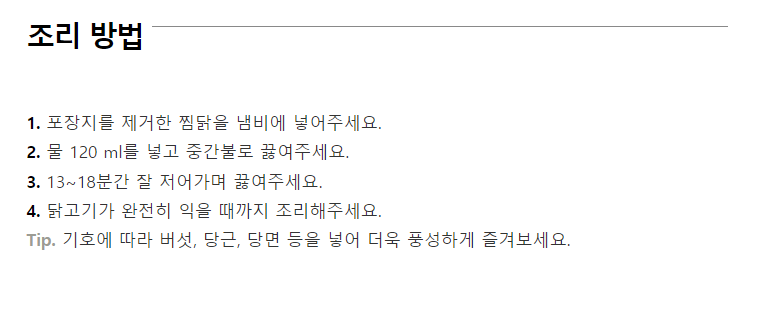 조리 방법
1. 포장지를 제거한 찜닭을 냄비에 넣어주세요.
2. 물 120 ml를 넣고 중간불로 끓여주세요.
3. 13~18분간 잘 저어가며 끓여주세요.
4. 닭고기가 완전히 익을 때까지 조리해주세요.
Tip. 기호에 따라 버섯, 당근, 당면 등을 넣어 더욱 풍성하게 즐겨보세요.